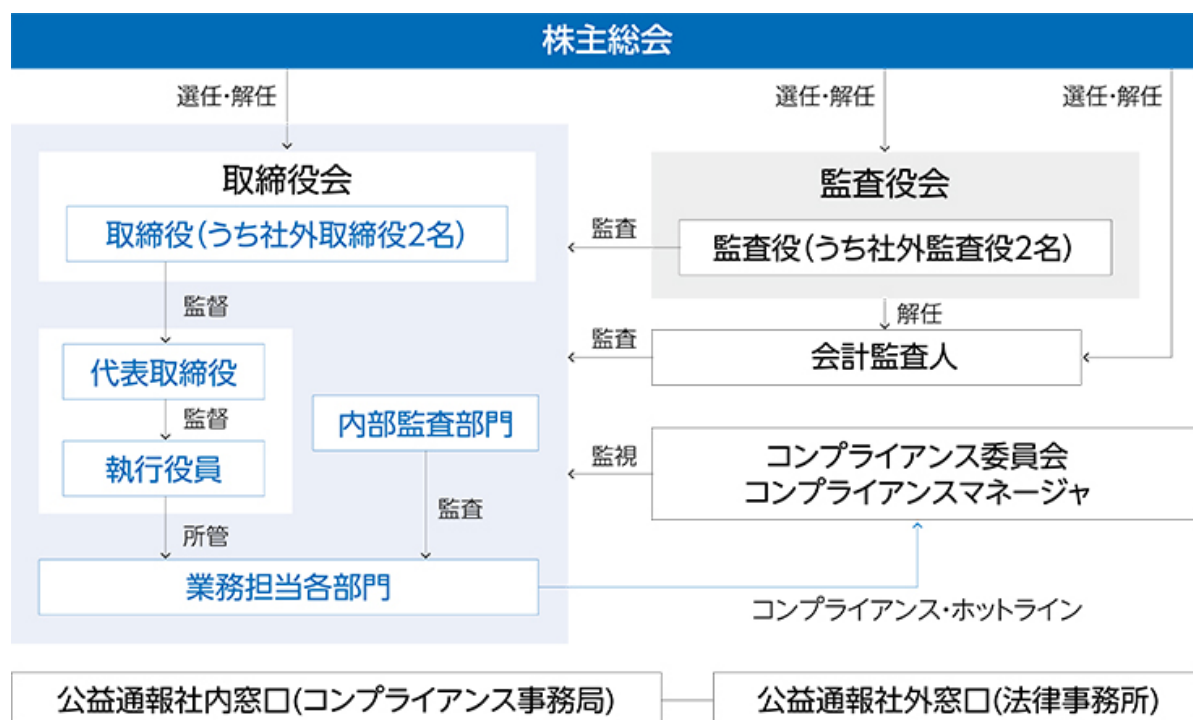 株主総会
選任・解任
選任・解任
選任・解任
取締役会
取締役(うち社外取締役2名)
監査役会
監査役(うち社外監査役2名)
監査
監督
解任
代表取締役
監査
会計監査人
監督
内部監査部門
執行役員
監視
コンプライアンス委員会
コンプライアンスマネージャ
所管
監査
業務担当各部門
コンプライアンス・ホットライン
公益通報社内窓口(コンプライアンス事務局)
公益通報社外窓口(法律事務所)